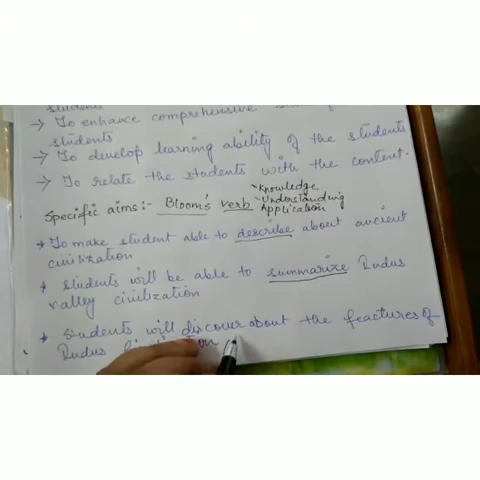 students
→ To enhance comprehensive
students
→ To develop learning ability of the students
→ To relate the students with the content.
Specific aims:- Bloom's verb - Knowledge
- Understanding
Application
* To make student able to describe about ancient
civilization
* students will be able to summarize Indus
valley civilization
* students will discover about the feactures of
Indus